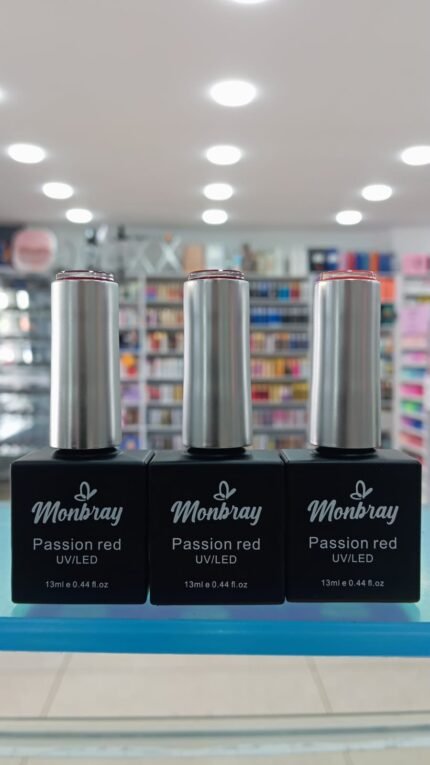 Monbray
Passion red
UV/LED
13ml e 0.44 fl.oz
Monbray
Passion red
UV/LED
13ml e 0.44 fl.oz
Monbray
Passion red
UV/LED
13ml e 0.44 fl.oz